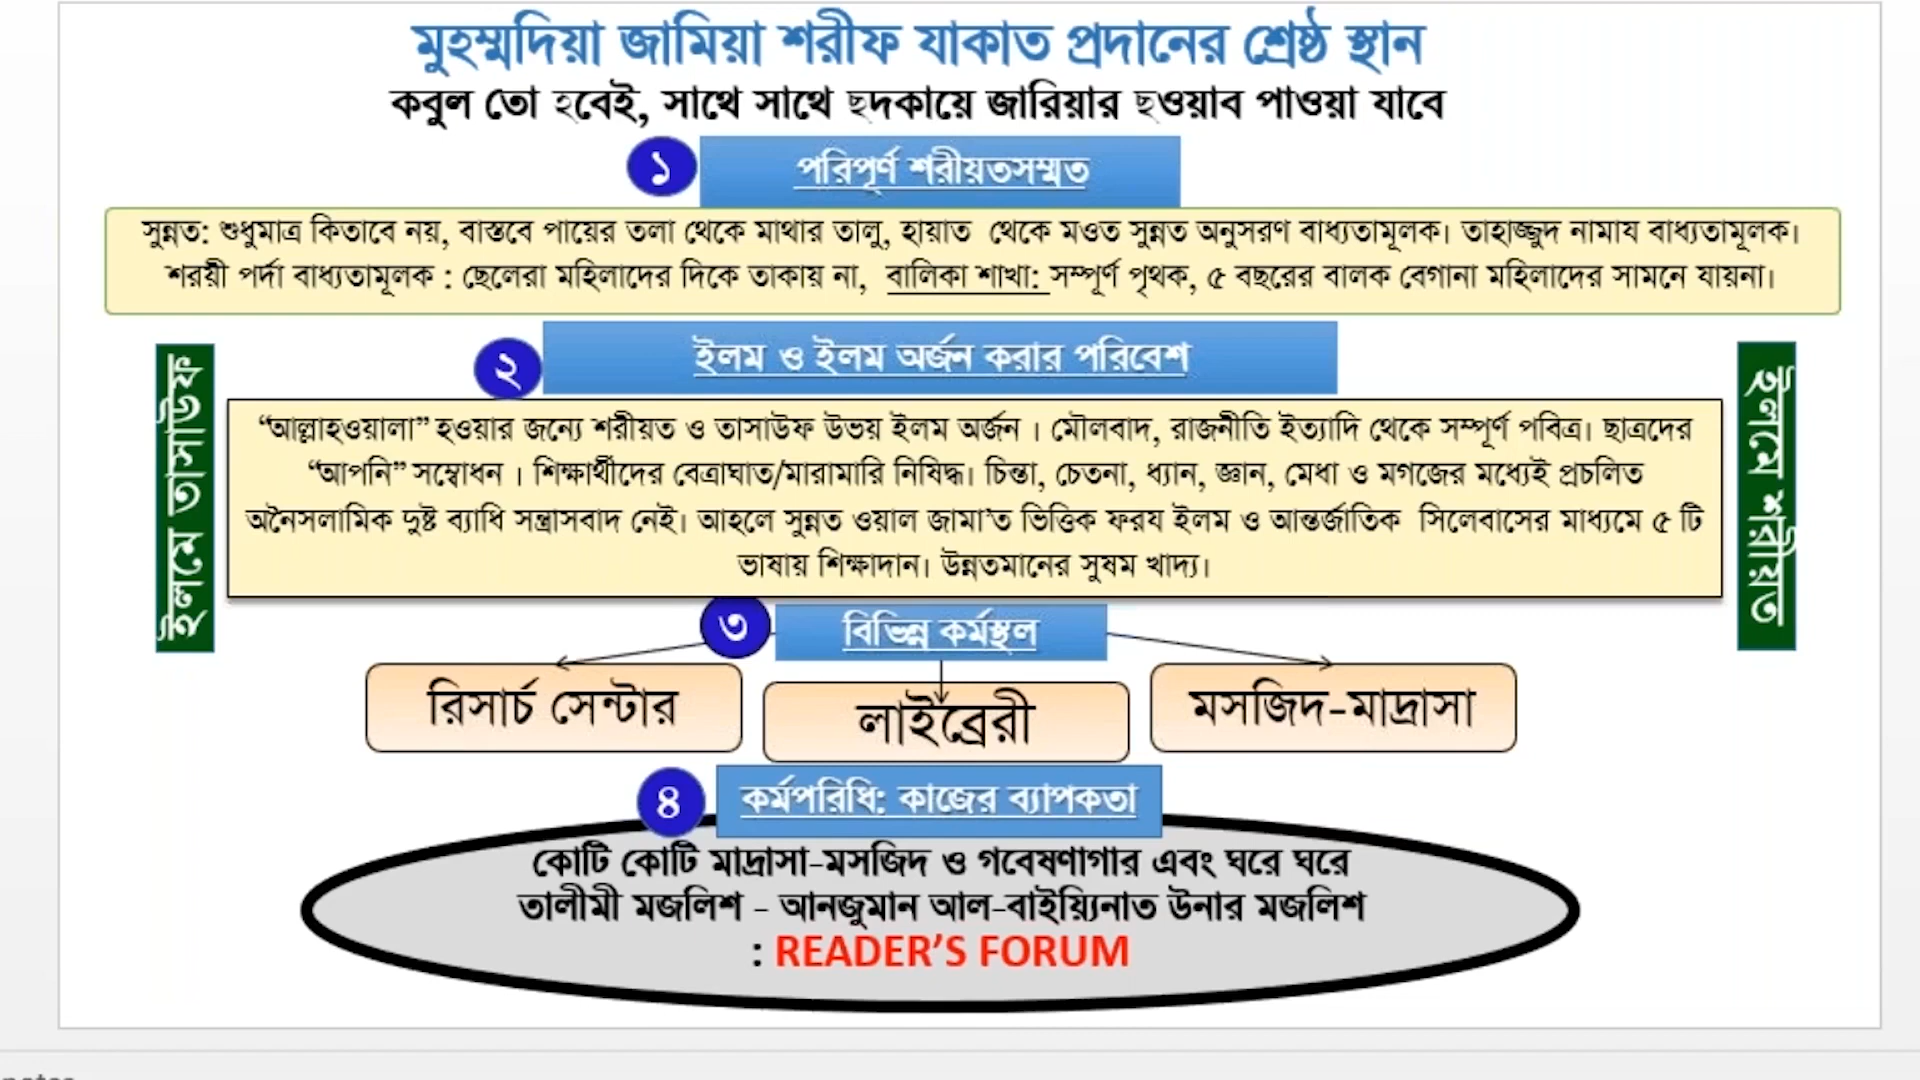 মুহম্মদিয়া জামিয়া শরীফ যাকাত প্রদানের শ্রেষ্ঠ স্থান
কবুল তো হবেই, সাথে সাথে ছদকায়ে জারিয়ার ছওয়াব পাওয়া যাবে
১
পরিপূর্ণ শরীয়তসম্মত
সুন্নত: শুধুমাত্র কিতাবে নয়, বাস্তবে পায়ের তলা থেকে মাথার তালু, হায়াত থেকে মওত সুন্নত অনুসরণ বাধ্যতামূলক। তাহাজ্জুদ নামায বাধ্যতামূলক।
শরয়ী পর্দা বাধ্যতামূলক : ছেলেরা মহিলাদের দিকে তাকায় না, বালিকা শাখা: সম্পূর্ণ পৃথক, ৫ বছরের বালক বেগানা মহিলাদের সামনে যায়না।
২
ইলম ও ইলম অর্জন করার পরিবেশ
ইলমে তাসাউফ
“আল্লাহওয়ালা” হওয়ার জন্যে শরীয়ত ও তাসাউফ উভয় ইলম অর্জন । মৌলবাদ, রাজনীতি ইত্যাদি থেকে সম্পূর্ণ পবিত্র। ছাত্রদের
“আপনি” সম্বোধন । শিক্ষার্থীদের বেত্রাঘাত/মারামারি নিষিদ্ধ। চিন্তা, চেতনা, ধ্যান, জ্ঞান, মেধা ও মগজের মধ্যেই প্রচলিত
অনৈসলামিক দুষ্ট ব্যাধি সন্ত্রাসবাদ নেই। আহলে সুন্নত ওয়াল জামা’ত ভিত্তিক ফরয ইলম ও আন্তর্জাতিক সিলেবাসের মাধ্যমে ৫ টি
ভাষায় শিক্ষাদান। উন্নতমানের সুষম খাদ্য।
ইলমে শরীয়ত
৩
বিভিন্ন কর্মস্থল
রিসার্চ সেন্টার
লাইব্রেরী
মসজিদ-মাদ্রাসা
৪
কর্মপরিধি: কাজের ব্যাপকতা
কোটি কোটি মাদ্রাসা-মসজিদ ও গবেষণাগার এবং ঘরে ঘরে
তালীমী মজলিশ - আনজুমান আল-বাইয়্যিনাত উনার মজলিশ
: READER’S FORUM